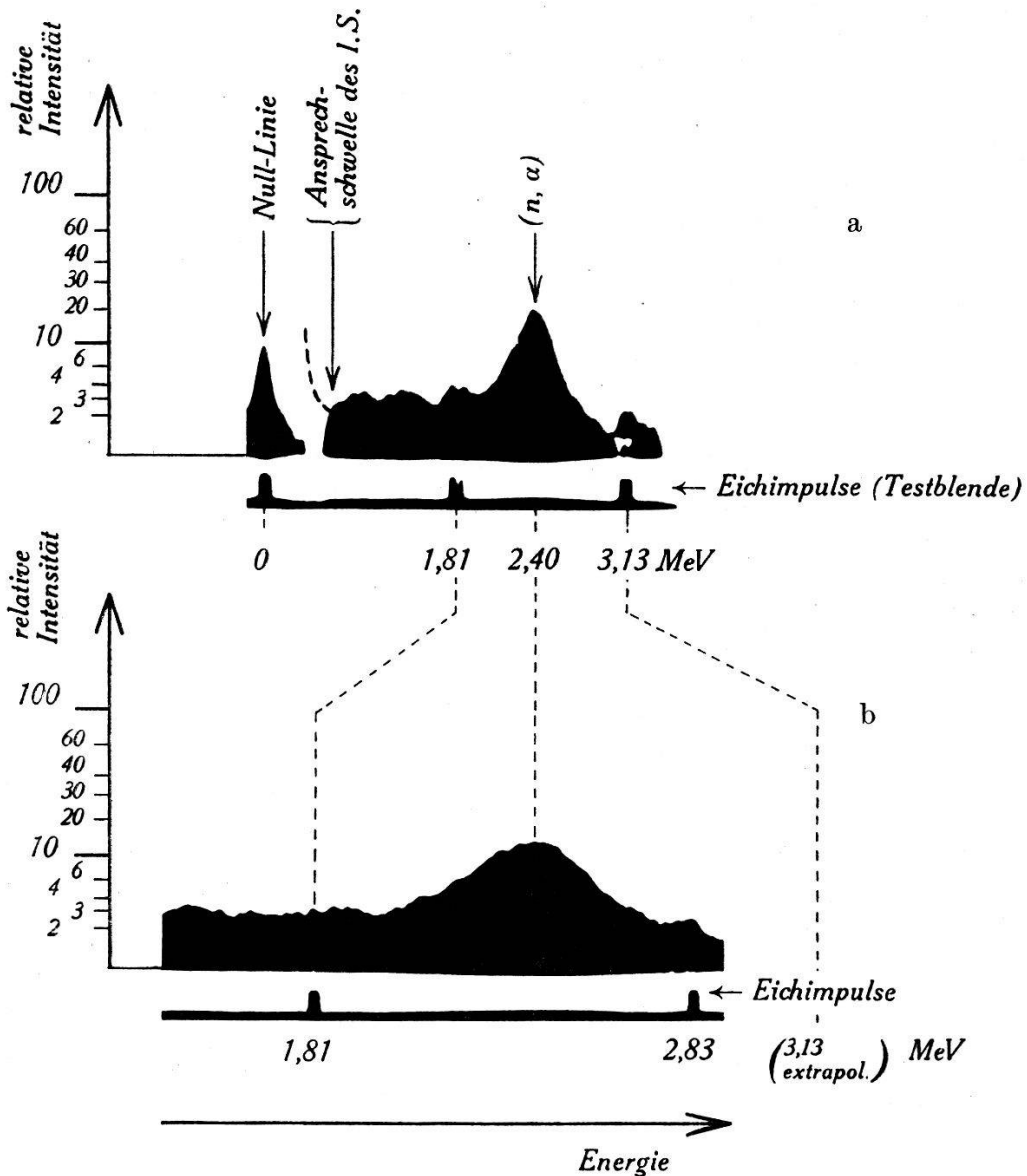 relative
Intensität
Null-Linie
Ansprech-
schwelle des I.S.
(n, α)
a
100
60
40
30
20
10
6
4
3
2
← Eichimpulse (Testblende)
0 1,81 2,40 3,13 MeV
relative
Intensität
b
100
60
40
30
20
10
6
4
3
2
← Eichimpulse
1,81 2,83 (3,13 extrapol.) MeV
Energie